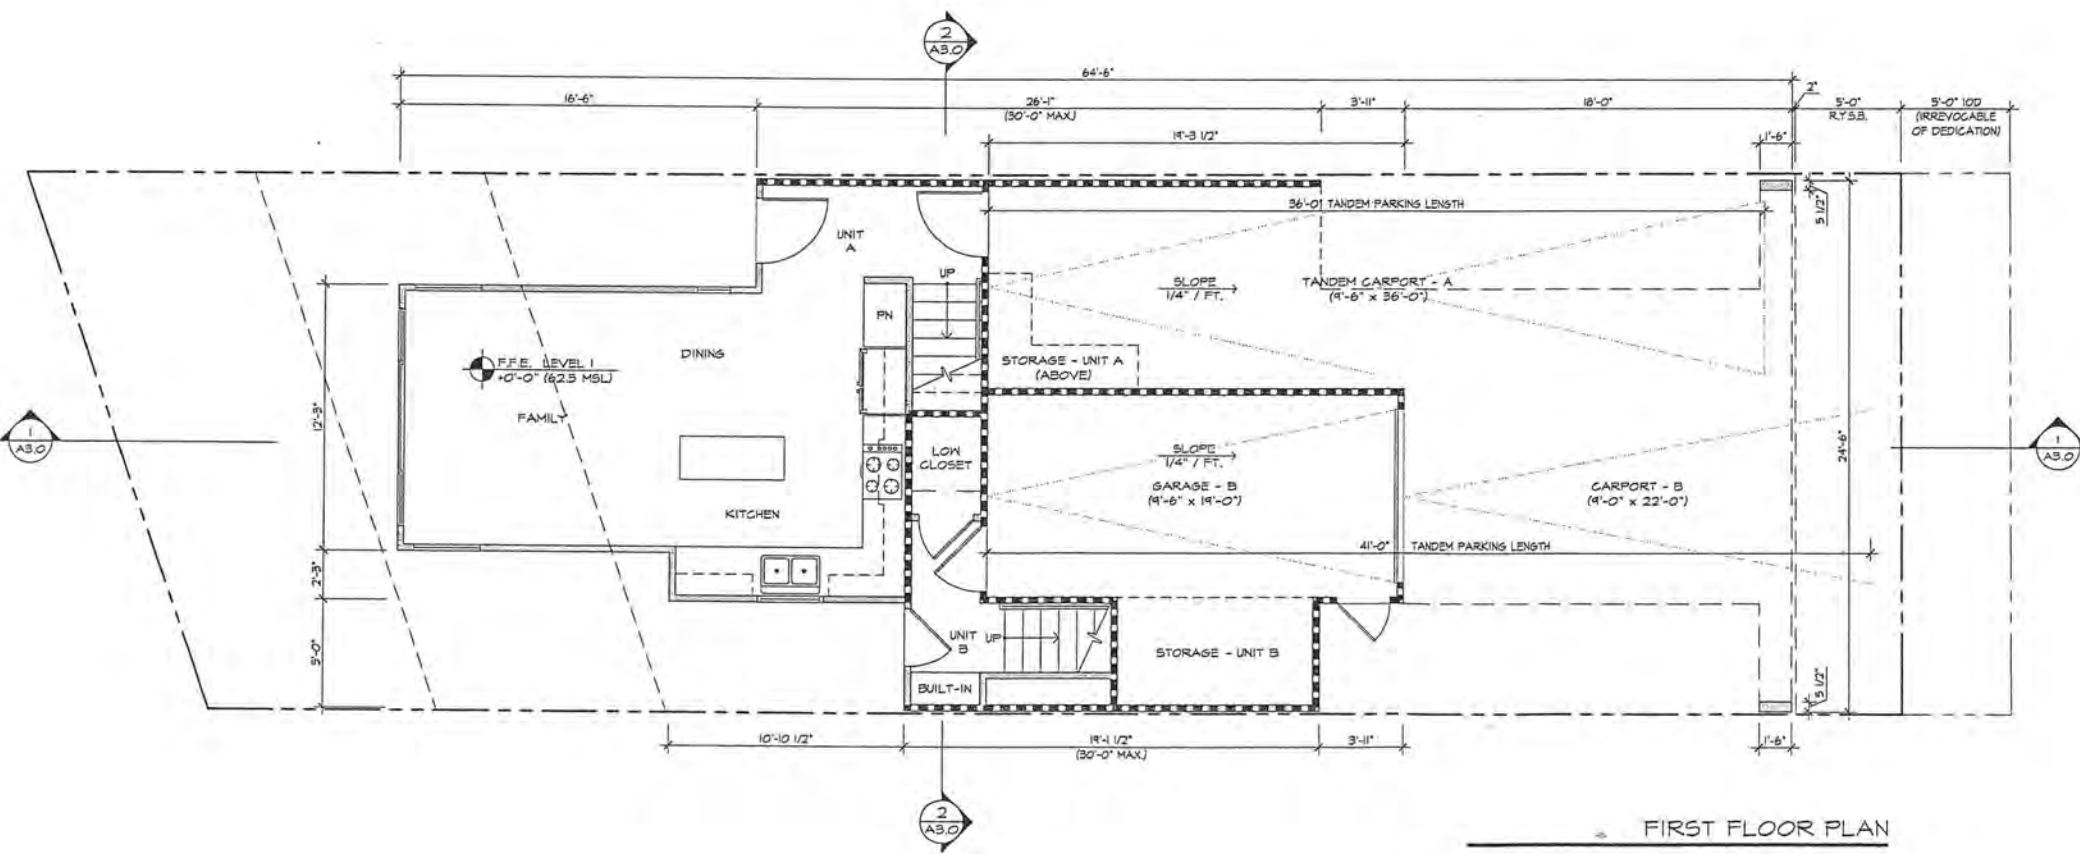 2
A3.0
64'-6"
16'-6"
26'-1"
(30'-0" MAX.)
3'-11"
18'-0"
2"
5'-0"
R.Y.S.B.
5'-0" IOD
(IRREVOCABLE
OF DEDICATION)
19'-3 1/2"
1'-6"
36'-0" TANDEM PARKING LENGTH
5 1/2"
UNIT
A
UP
SLOPE
1/4" / FT.
TANDEM CARPORT - A
(9'-6" x 36'-0")
PN
DINING
F.F.E. LEVEL 1
+0'-0" (62.3 MSL)
STORAGE - UNIT A
(ABOVE)
FAMILY
12'-3"
1
A3.0
LOW
CLOSET
SLOPE
1/4" / FT.
GARAGE - B
(9'-6" x 19'-0")
CARPORT - B
(9'-0" x 22'-0")
24'-6"
1
A3.0
KITCHEN
41'-0" TANDEM PARKING LENGTH
2'-3"
5'-0"
UNIT
B
UP
STORAGE - UNIT B
BUILT-IN
5 1/2"
10'-10 1/2"
19'-1 1/2"
(30'-0" MAX.)
3'-11"
1'-6"
2
A3.0
FIRST FLOOR PLAN